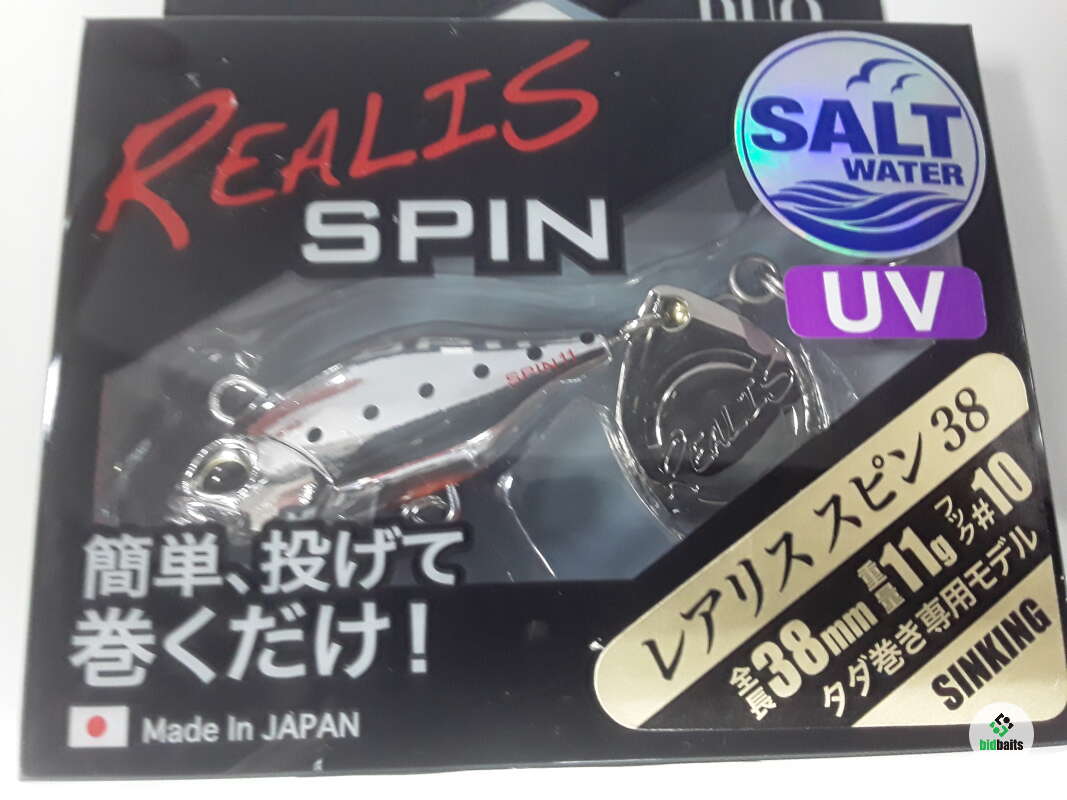 DUO
REALIS
SPIN
SALT
WATER
UV
SPIN11
REALIS
簡単、投げて
巻くだけ！
Made In JAPAN
レアリス スピン 38
全長38mm 重量11g フック#10
タダ巻き専用モデル
SINKING
bidbaits